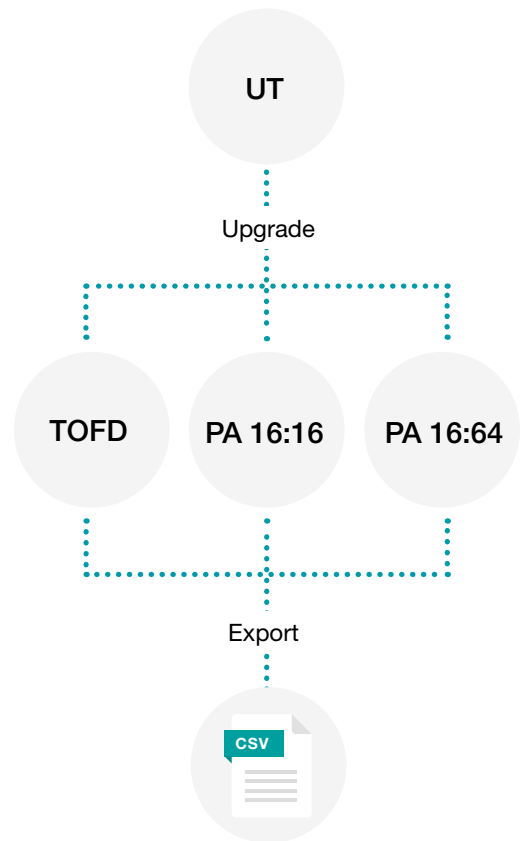 UT
Upgrade
TOFD
PA 16:16
PA 16:64
Export
CSV